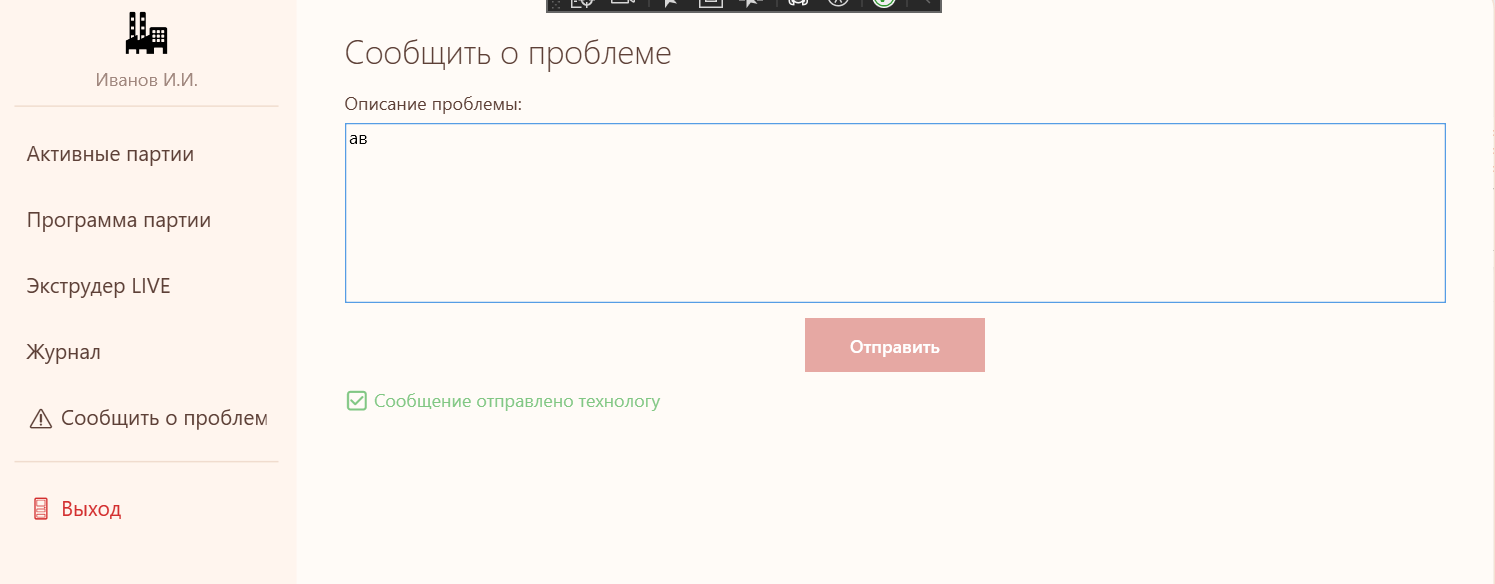 Иванов И.И.
Активные партии
Программа партии
Экструдер LIVE
Журнал
Сообщить о проблем
Выход
Сообщить о проблеме
Описание проблемы:
ав
Отправить
Сообщение отправлено технологу